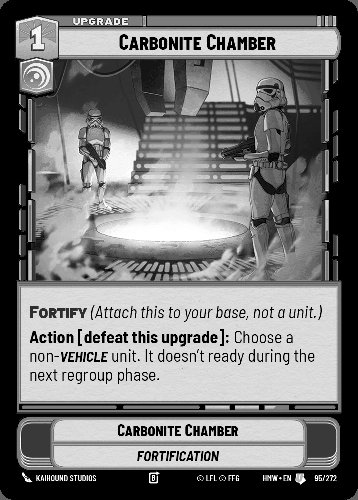 UPGRADE
1
CARBONITE CHAMBER
FORTIFY (Attach this to your base, not a unit.)
Action [defeat this upgrade]: Choose a
non-VEHICLE unit. It doesn't ready during the
next regroup phase.
CARBONITE CHAMBER
FORTIFICATION
KAIHOUND STUDIOS
© LFL © FFG
HMW • EN
95/272